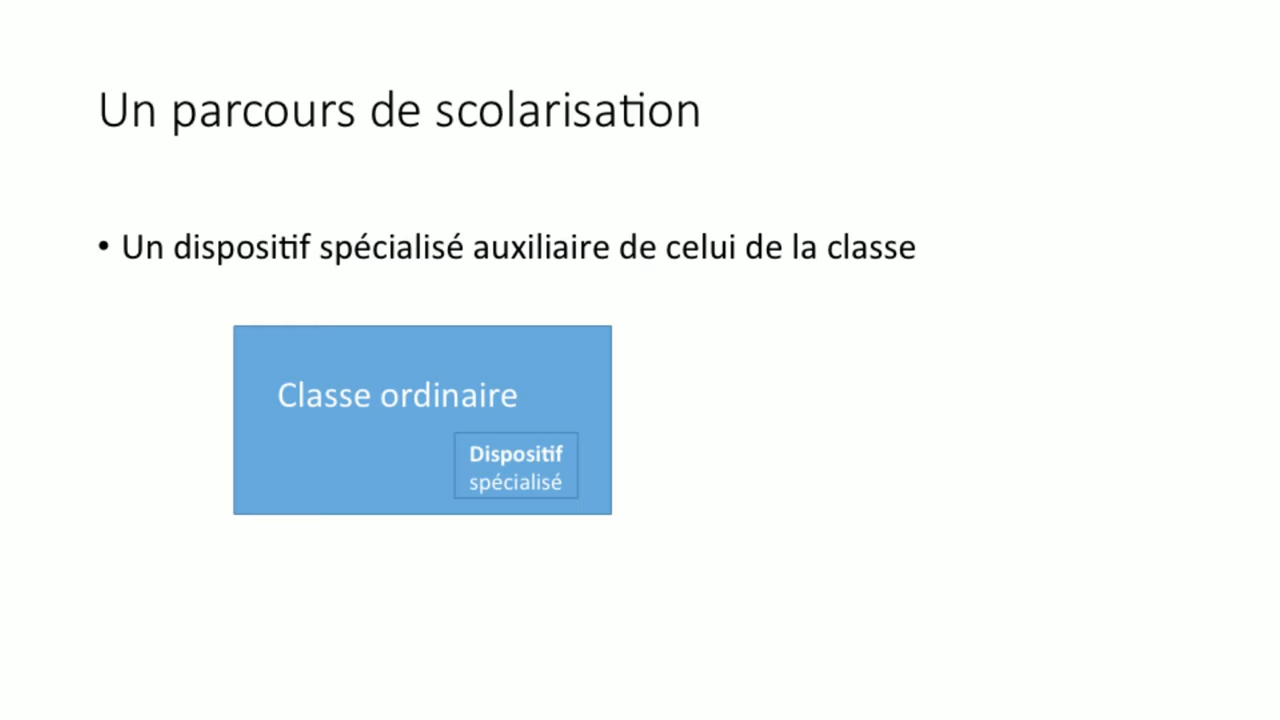 Un parcours de scolarisation
• Un dispositif spécialisé auxiliaire de celui de la classe
Classe ordinaire
Dispositif
spécialisé